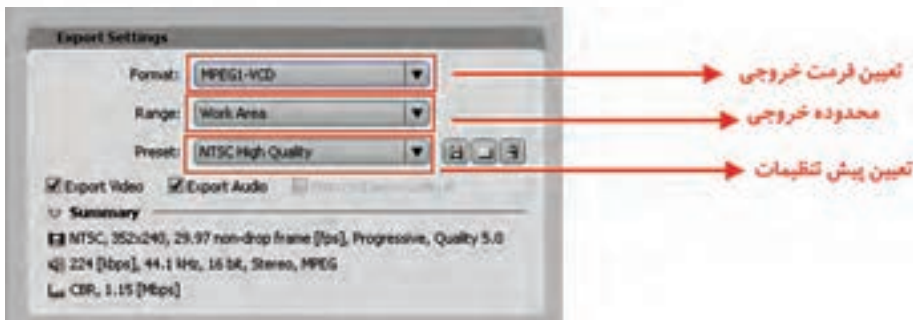 Export Settings
Format: MPEG1-VCD
تعیین فرمت خروجی
Range: Work Area
محدوده خروجی
Preset: NTSC High Quality
تعیین پیش تنظیمات
Export Video Export Audio
Summary
NTSC, 352x240, 29.97 non-drop frame [fps], Progressive, Quality 5.0
224 [kbps], 44.1 kHz, 16 bit, Stereo, MPEG
CBR, 1.15 [Mbps]